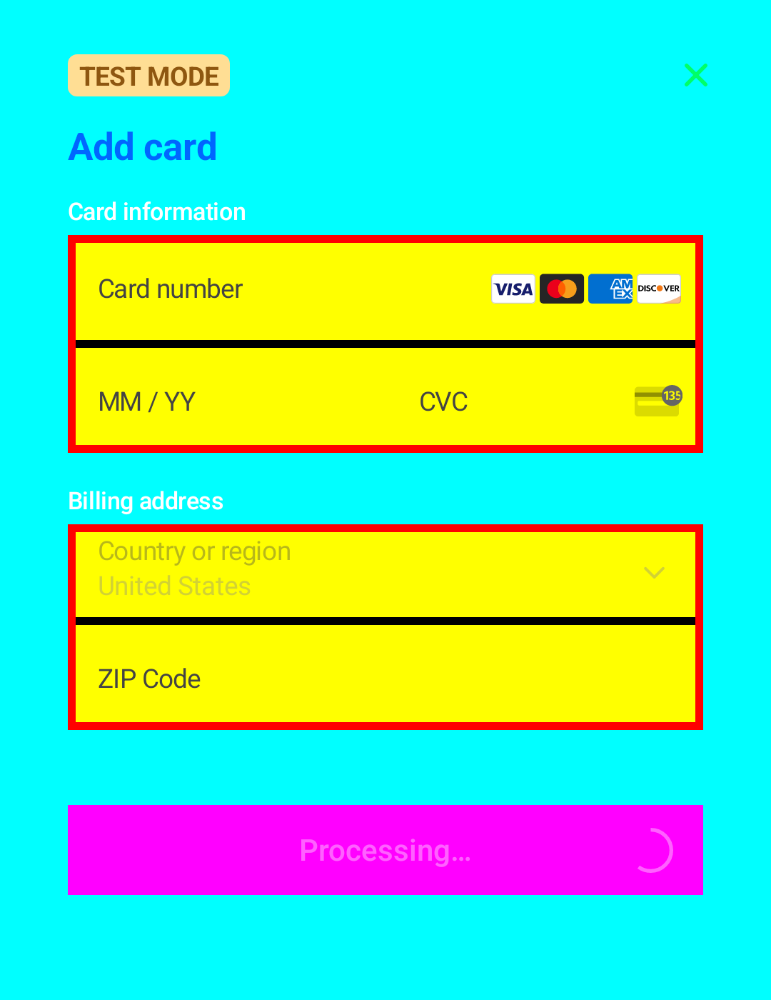 TEST MODE
Add card
Card information
Card number
VISA
AM
EX
DISCOVER
MM / YY
CVC
135
Billing address
Country or region
United States
ZIP Code
Processing…